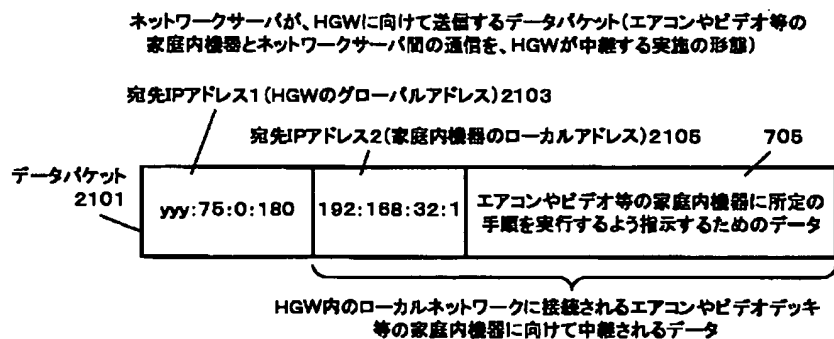 ネットワークサーバが、HGWに向けて送信するデータパケット(エアコンやビデオ等の
家庭内機器とネットワークサーバ間の通信を、HGWが中継する実施の形態)
宛先IPアドレス1(HGWのグローバルアドレス)2103
宛先IPアドレス2(家庭内機器のローカルアドレス)2105
705
データパケット
2101
yyy:75:0:180
192:168:32:1
エアコンやビデオ等の家庭内機器に所定の
手順を実行するよう指示するためのデータ
HGW内のローカルネットワークに接続されるエアコンやビデオデッキ
等の家庭内機器に向けて中継されるデータ